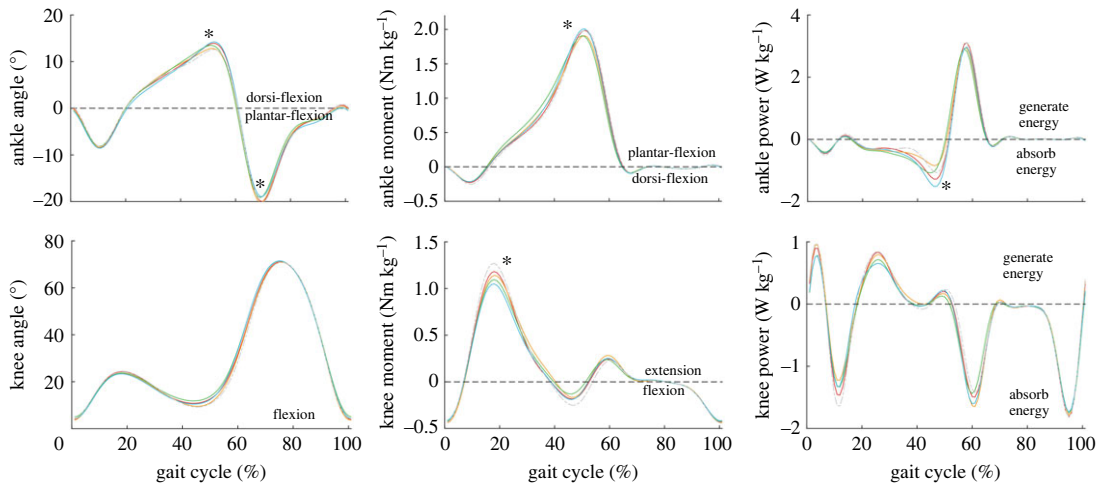 ankle angle (°)
20
10
0
−10
−20
*
dorsi-flexion
plantar-flexion
*
ankle moment (Nm kg−1)
2.0
1.5
1.0
0.5
0
−0.5
*
plantar-flexion
dorsi-flexion
ankle power (W kg−1)
4
2
0
−2
generate
energy
absorb
energy
*
knee angle (°)
80
60
40
20
flexion
0 20 40 60 80 100
gait cycle (%)
knee moment (Nm kg−1)
1.5
1.0
0.5
0
−0.5
*
extension
flexion
0 20 40 60 80 100
gait cycle (%)
knee power (W kg−1)
1
0
−1
−2
generate
energy
absorb
energy
0 20 40 60 80 100
gait cycle (%)